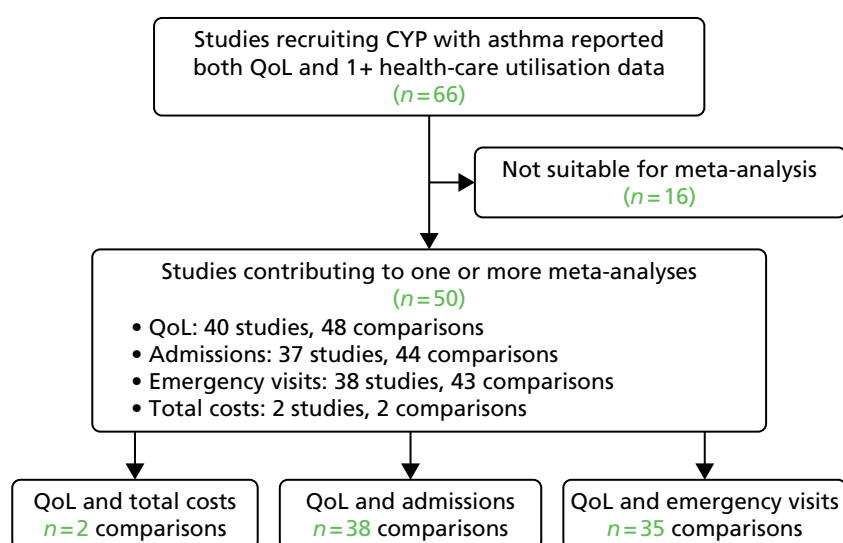 Studies recruiting CYP with asthma reported
both QoL and 1+ health-care utilisation data
(n=66)
Not suitable for meta-analysis
(n=16)
Studies contributing to one or more meta-analyses
(n=50)
• QoL: 40 studies, 48 comparisons
• Admissions: 37 studies, 44 comparisons
• Emergency visits: 38 studies, 43 comparisons
• Total costs: 2 studies, 2 comparisons
QoL and total costs
n=2 comparisons
QoL and admissions
n=38 comparisons
QoL and emergency visits
n=35 comparisons